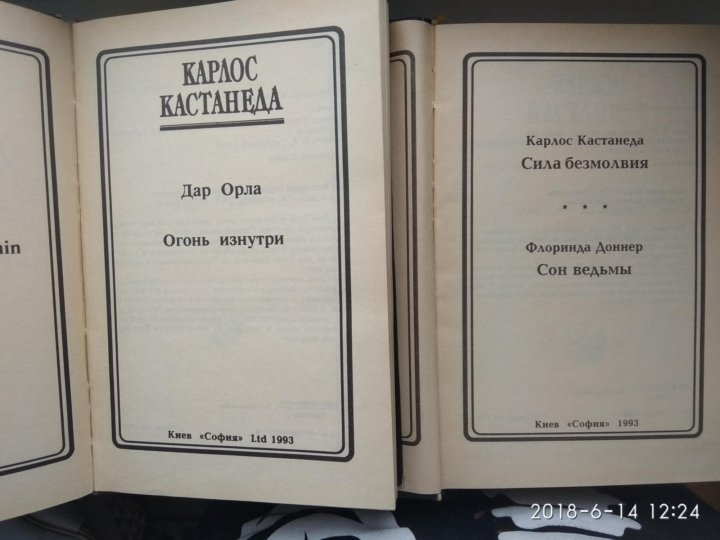 in
КАРЛОС
КАСТАНЕДА
Дар Орла
Огонь изнутри
Киев «София» Ltd 1993
Карлос Кастанеда
Сила безмолвия
* * *
Флоринда Доннер
Сон ведьмы
Киев «София» 1993
2018-6-14 12:24